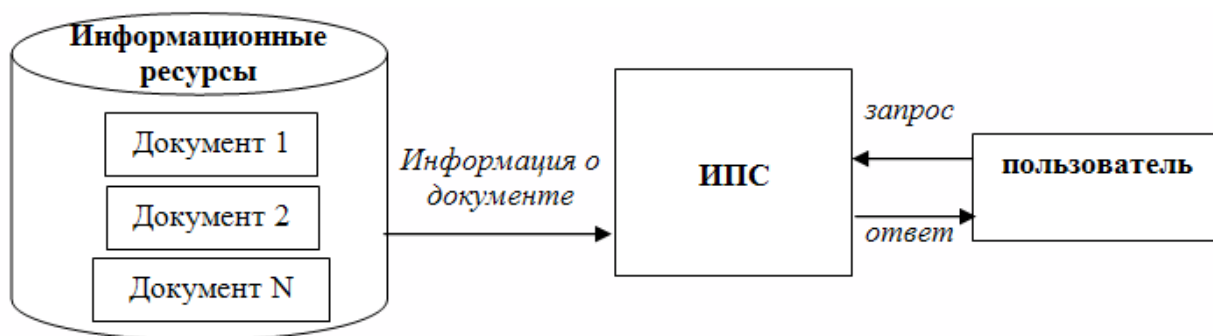 Информационные
ресурсы
Документ 1
Документ 2
Документ N
Информация о
документе
ИПС
запрос
ответ
пользователь